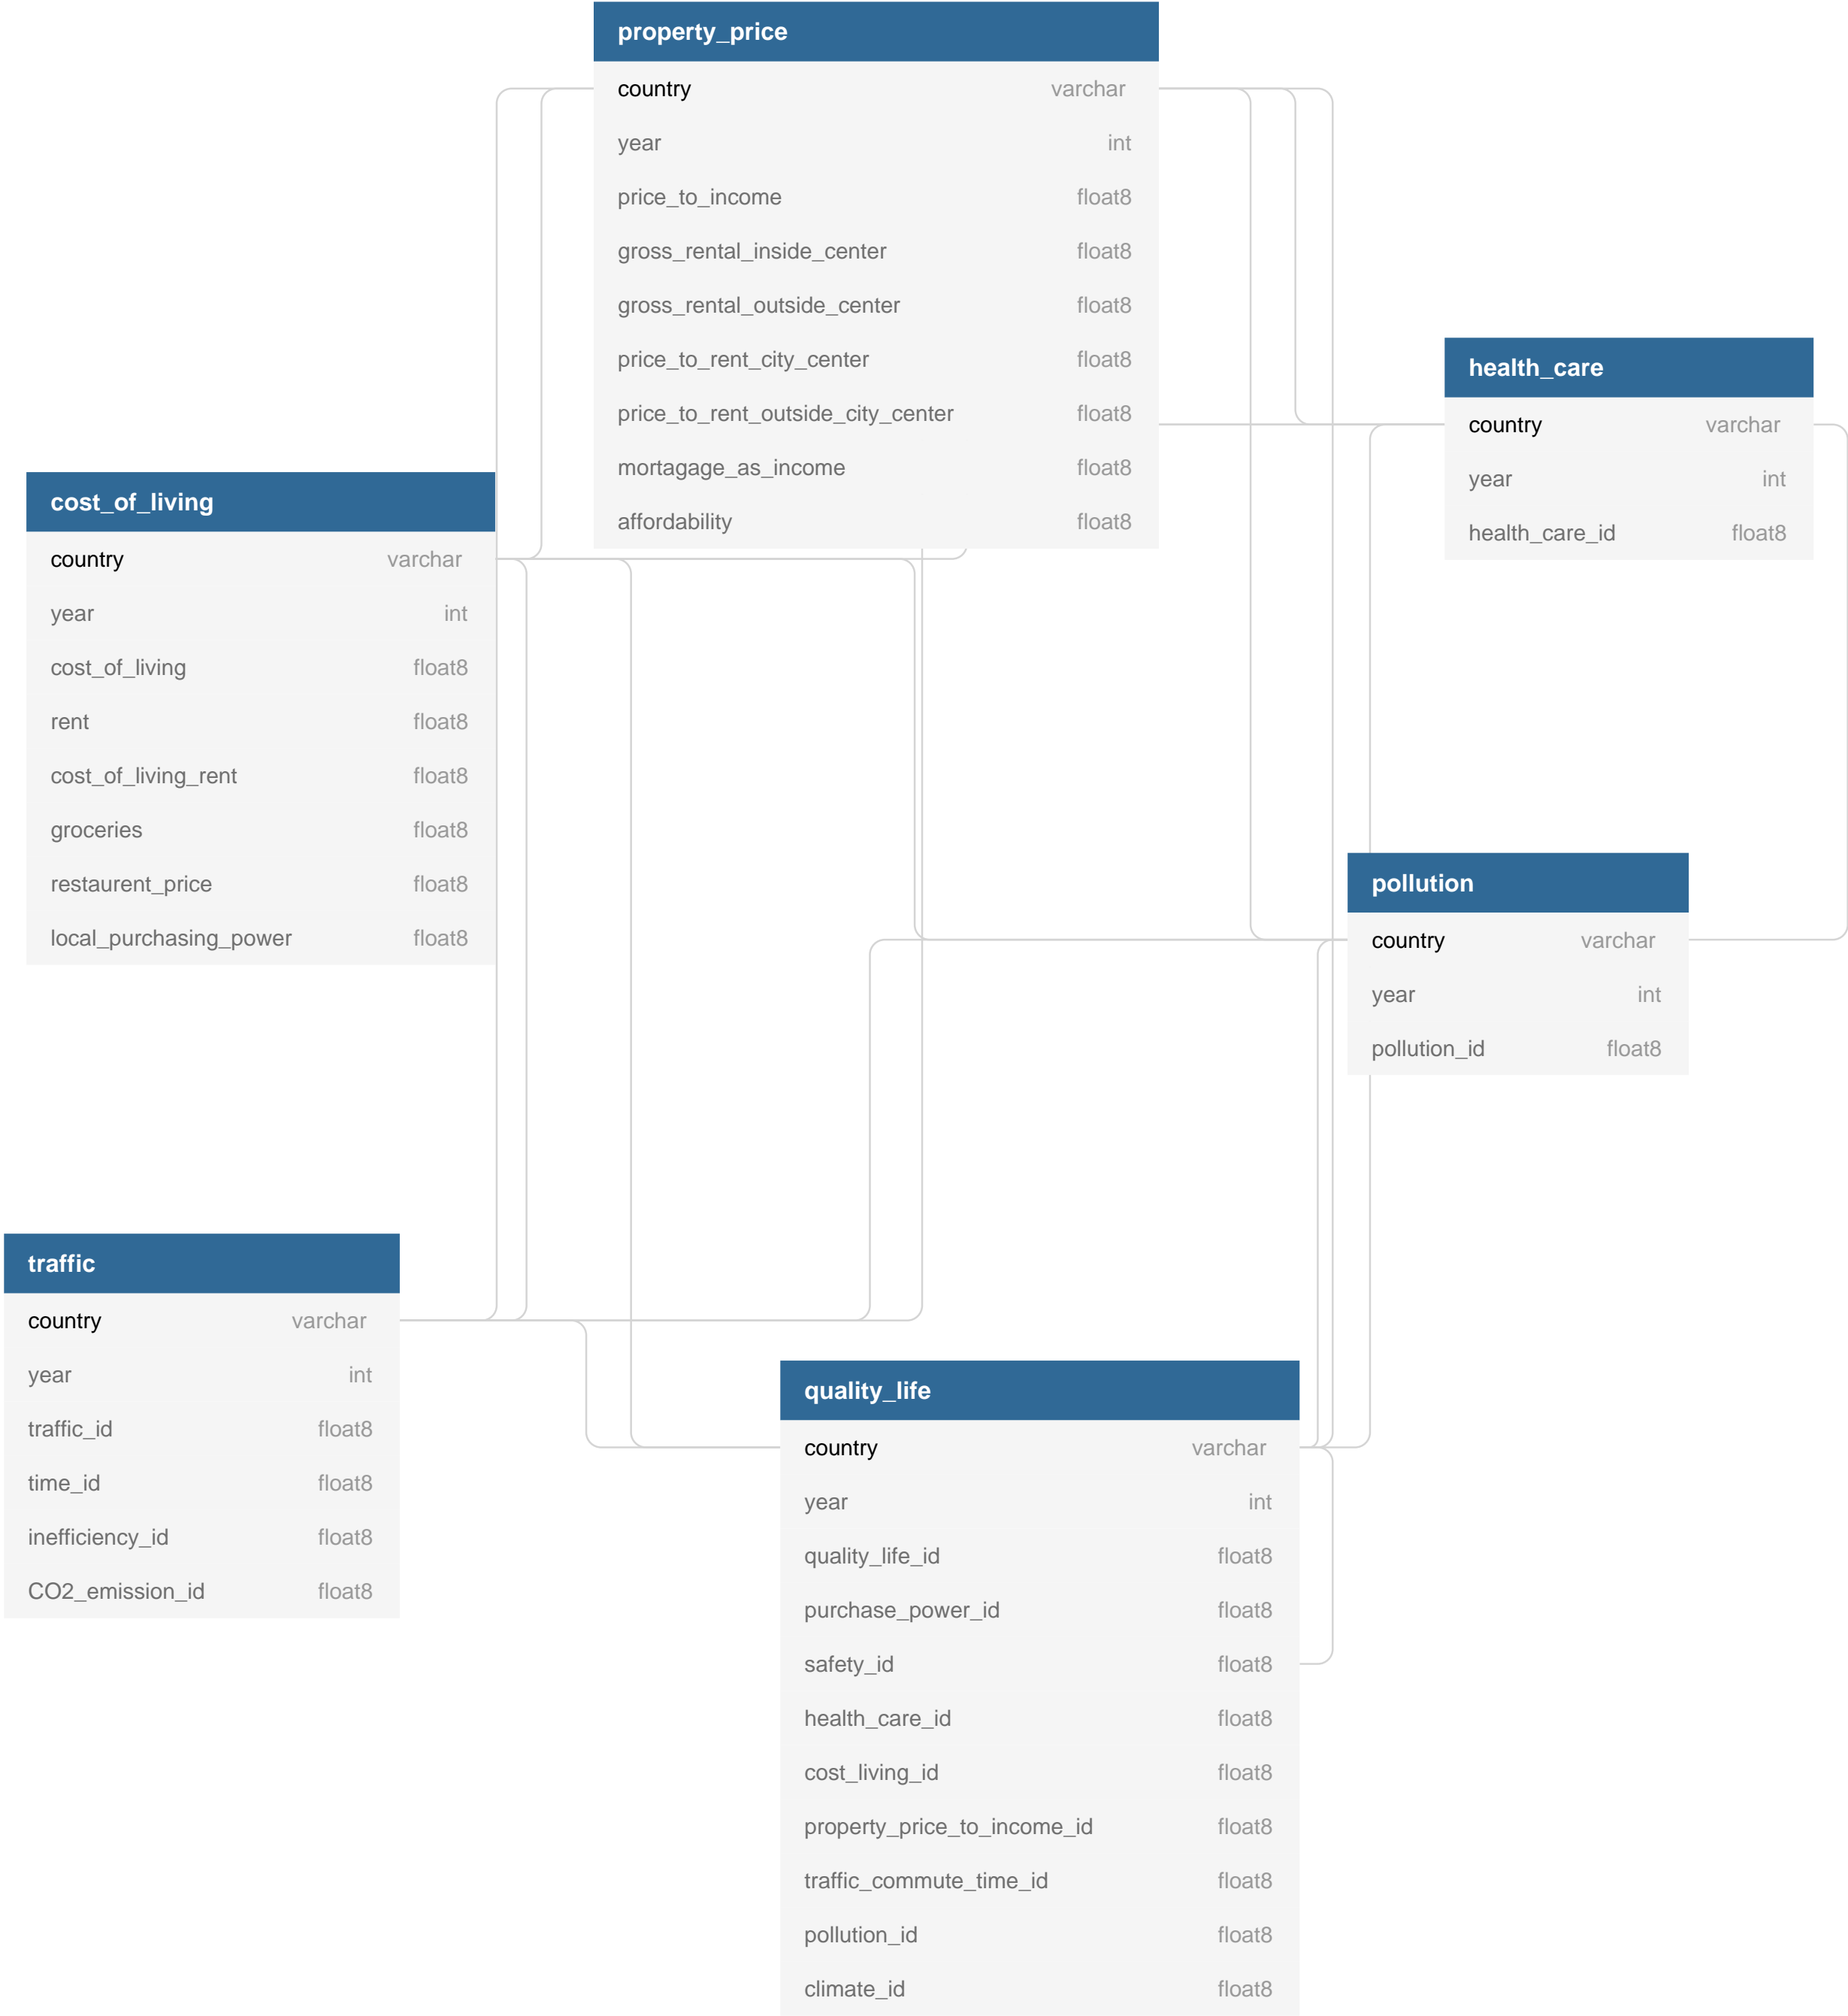 property_price
country varchar
year int
price_to_income float8
gross_rental_inside_center float8
gross_rental_outside_center float8
price_to_rent_city_center float8
price_to_rent_outside_city_center float8
mortagage_as_income float8
affordability float8
health_care
country varchar
year int
health_care_id float8
cost_of_living
country varchar
year int
cost_of_living float8
rent float8
cost_of_living_rent float8
groceries float8
restaurent_price float8
local_purchasing_power float8
pollution
country varchar
year int
pollution_id float8
traffic
country varchar
year int
traffic_id float8
time_id float8
inefficiency_id float8
CO2_emission_id float8
quality_life
country varchar
year int
quality_life_id float8
purchase_power_id float8
safety_id float8
health_care_id float8
cost_living_id float8
property_price_to_income_id float8
traffic_commute_time_id float8
pollution_id float8
climate_id float8